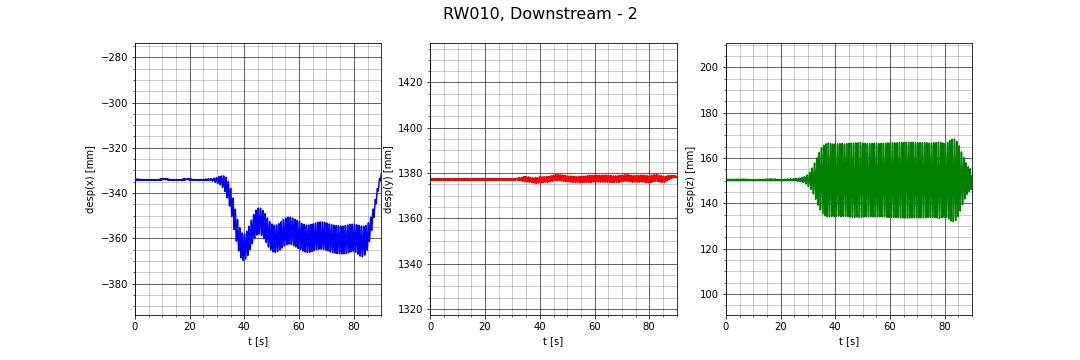 RW010, Downstream - 2
desp(x) [mm]
−280
−300
−320
−340
−360
−380
0 20 40 60 80
t [s]
desp(y) [mm]
1420
1400
1380
1360
1340
1320
0 20 40 60 80
t [s]
desp(z) [mm]
200
180
160
140
120
100
0 20 40 60 80
t [s]